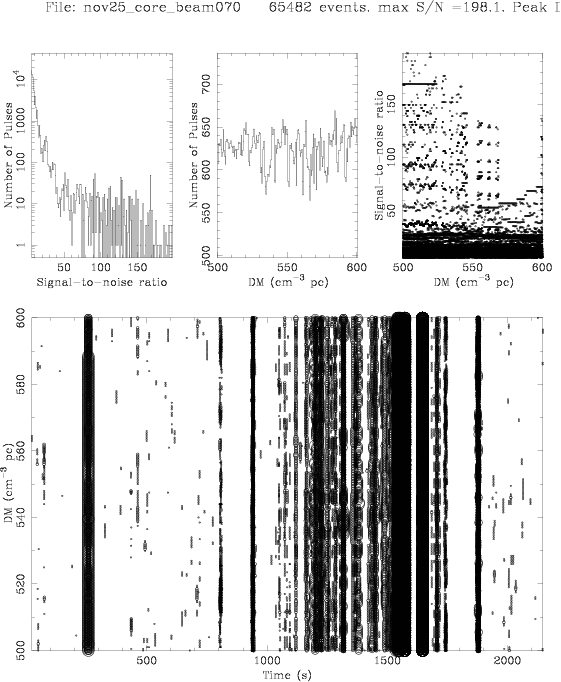 File: nov25_core_beam070 65482 events. max S/N =198.1. Peak
Number of Pulses
10⁴
1000
100
10
1
50 100 150
Signal-to-noise ratio
Number of Pulses
700
650
600
550
500
500 550 600
DM (cm⁻³ pc)
Signal-to-noise ratio
150
100
50
500 550 600
DM (cm⁻³ pc)
DM (cm⁻³ pc)
600
580
560
540
520
500
500 1000 1500 2000
Time (s)